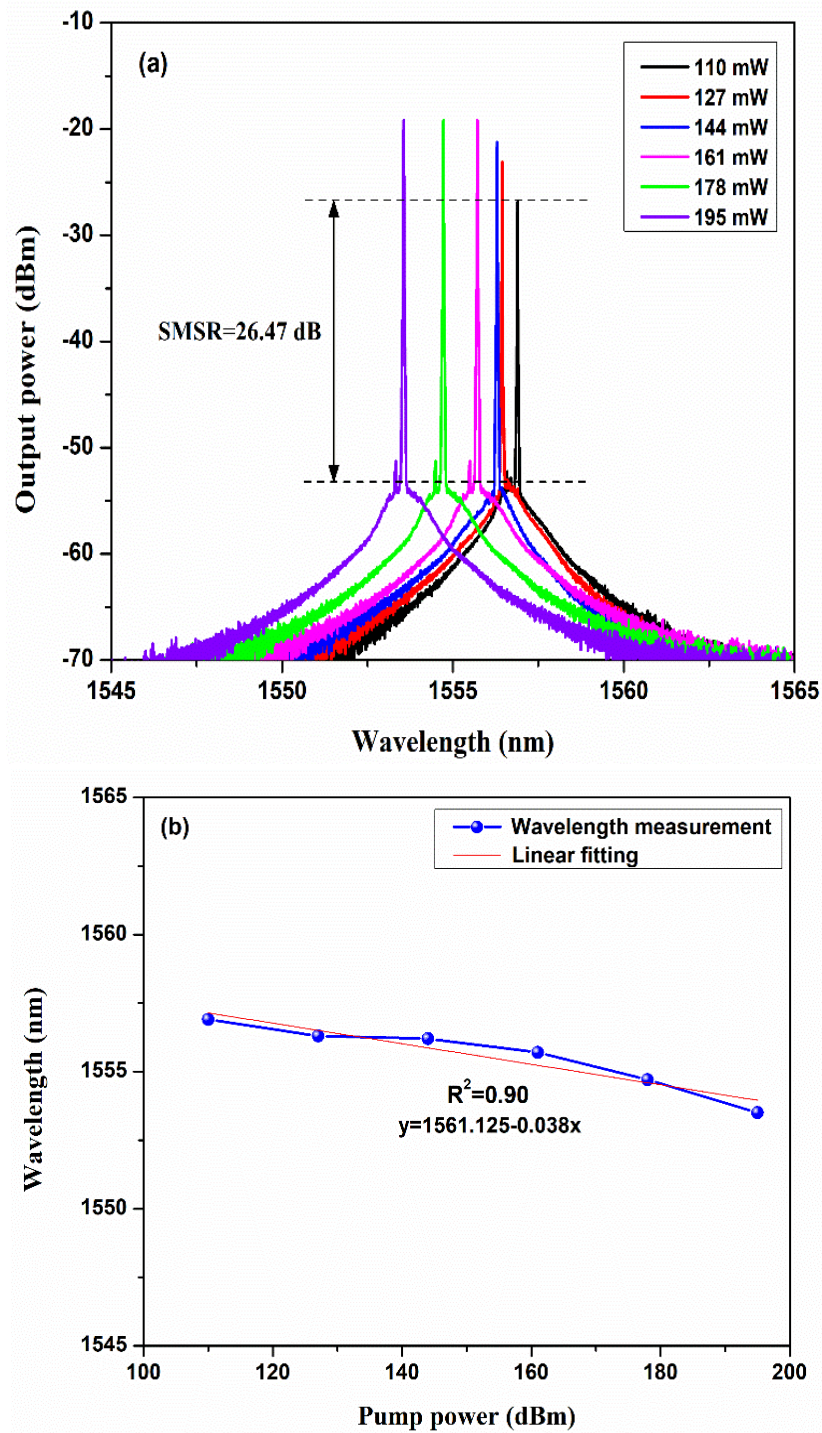 -10
(a)
110 mW
127 mW
144 mW
161 mW
178 mW
195 mW
-20
-30
SMSR=26.47 dB
-40
-50
-60
-70
Output power (dBm)
1545 1550 1555 1560 1565
Wavelength (nm)
1565
(b)
Wavelength measurement
Linear fitting
1560
1555
R²=0.90
y=1561.125-0.038x
1550
1545
Wavelength (nm)
100 120 140 160 180 200
Pump power (dBm)